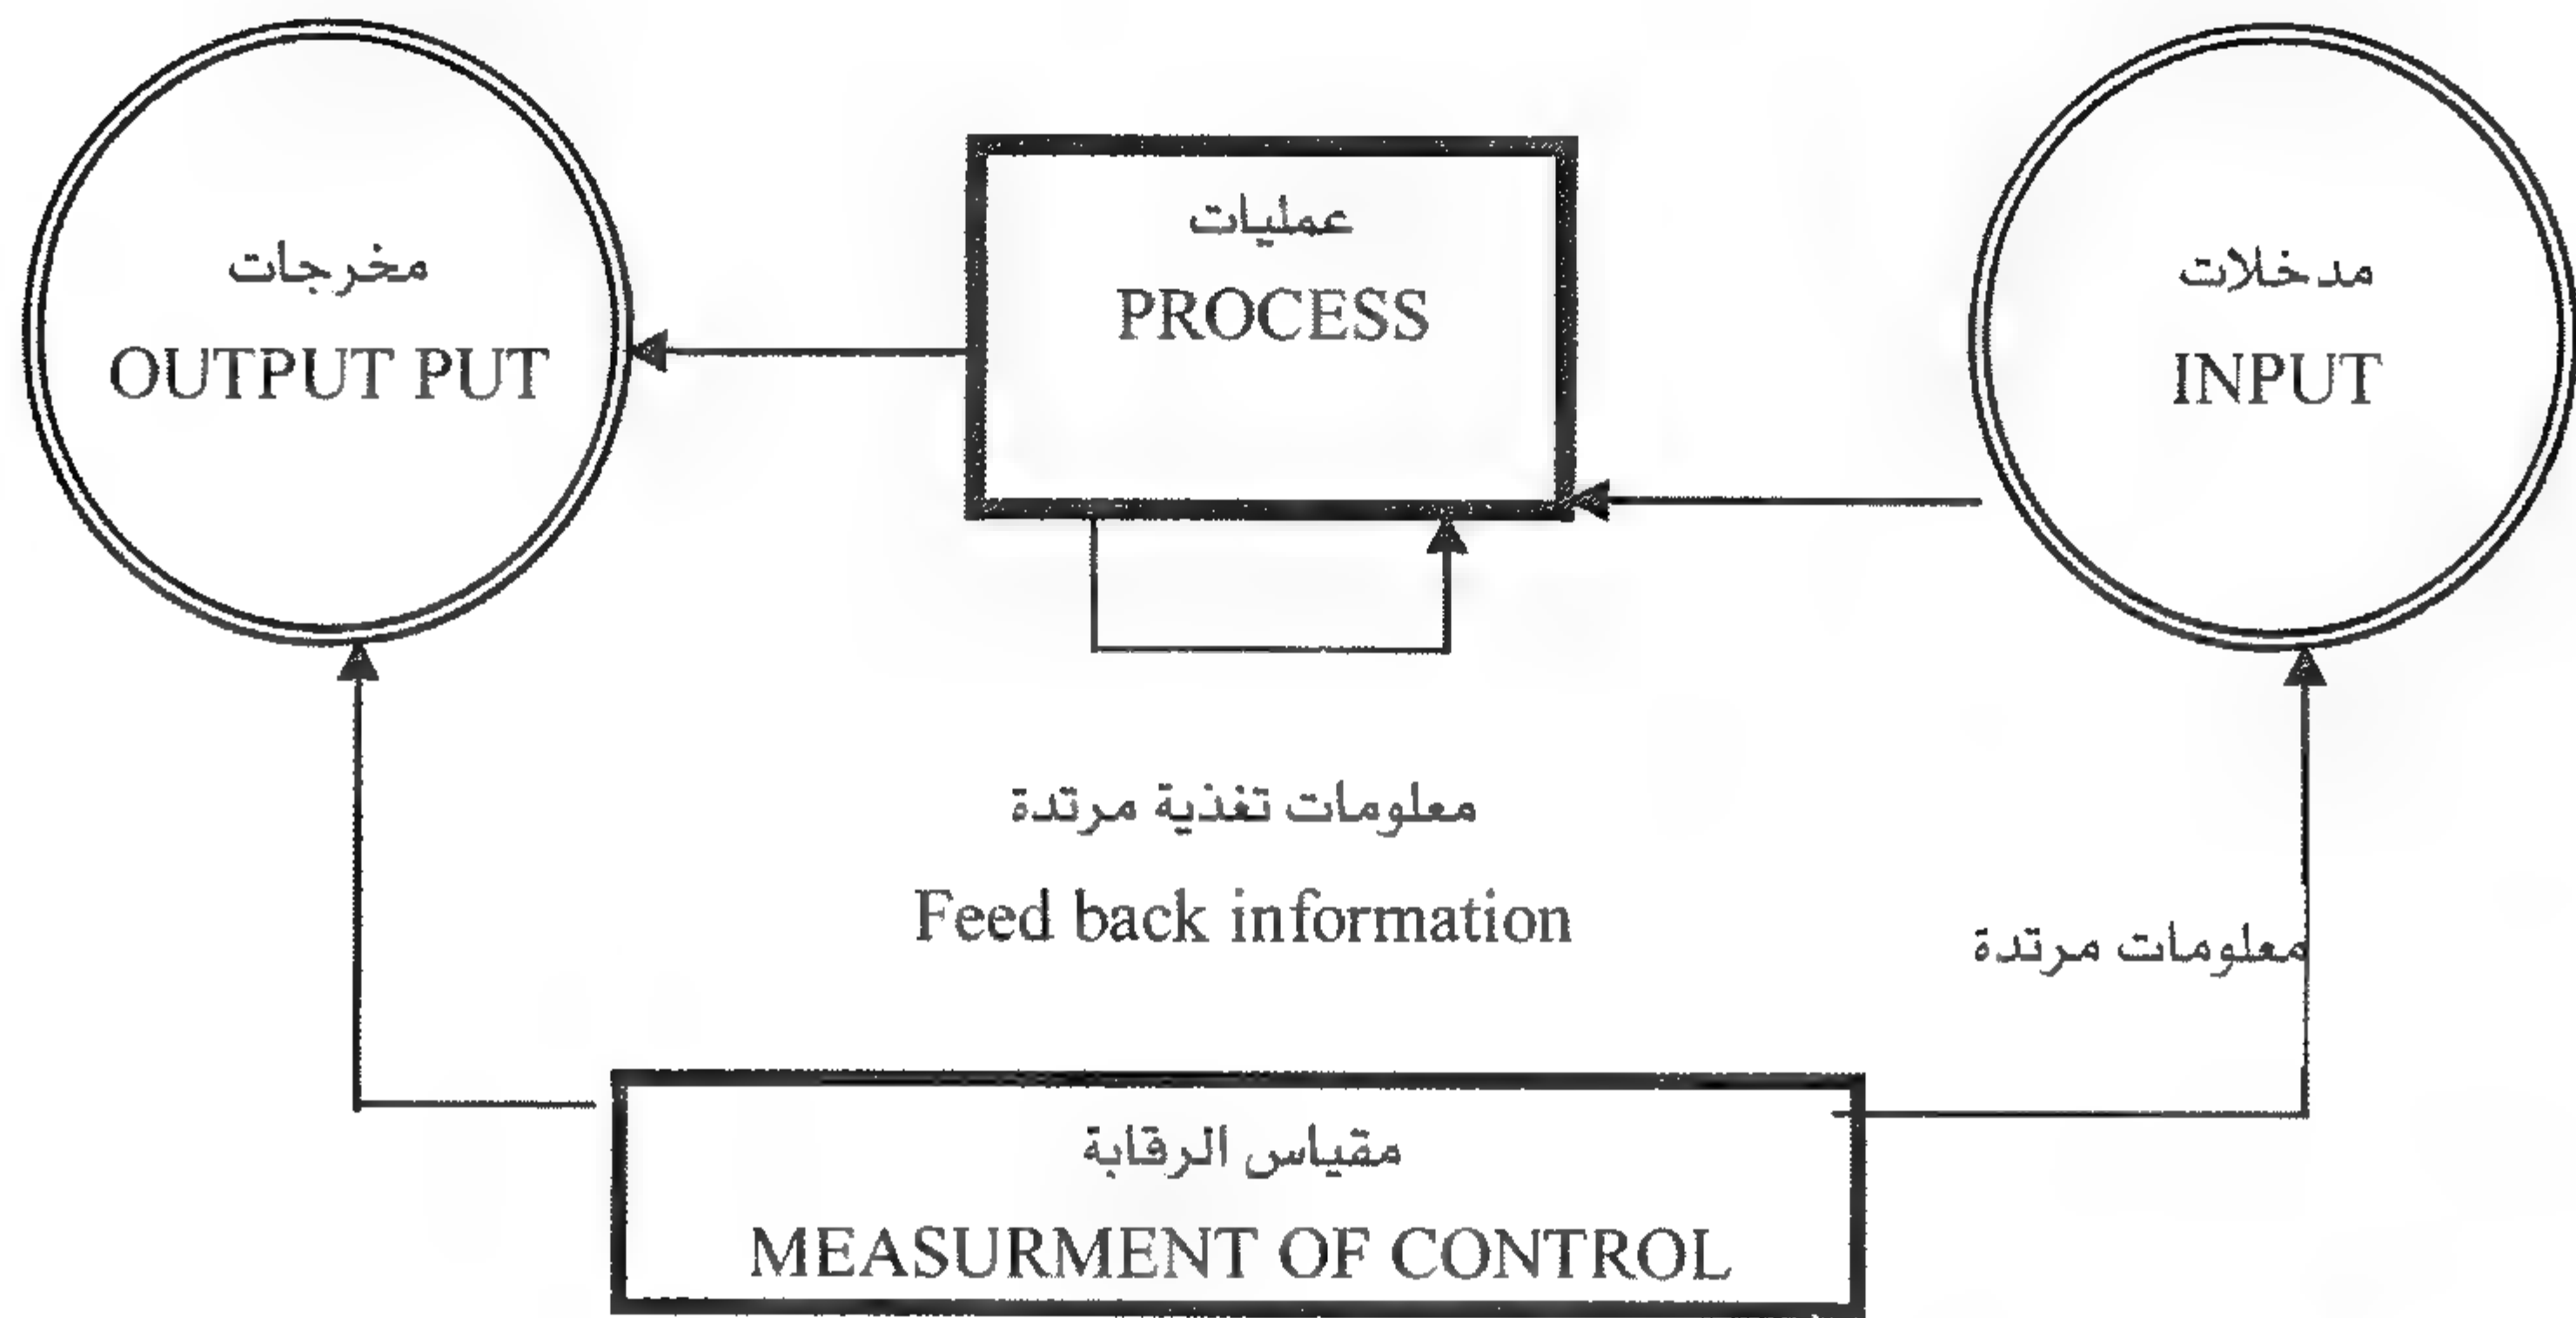 مدخلات
INPUT
عمليات
PROCESS
مخرجات
OUTPUT PUT
معلومات تغذية مرتدة
Feed back information
معلومات مرتدة
مقياس الرقابة
MEASURMENT OF CONTROL